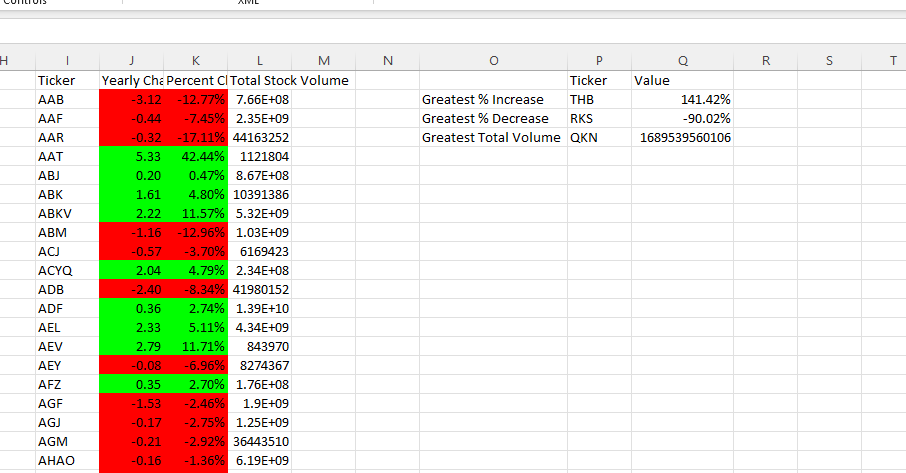 Controls XML
H I J K L M N O P Q R S T
Ticker Yearly Cha Percent Cl Total Stock Volume Ticker Value
AAB -3.12 -12.77% 7.66E+08 Greatest % Increase THB 141.42%
AAF -0.44 -7.45% 2.35E+09 Greatest % Decrease RKS -90.02%
AAR -0.32 -17.11% 44163252 Greatest Total Volume QKN 1689539560106
AAT 5.33 42.44% 1121804
ABJ 0.20 0.47% 8.67E+08
ABK 1.61 4.80% 10391386
ABKV 2.22 11.57% 5.32E+09
ABM -1.16 -12.96% 1.03E+09
ACJ -0.57 -3.70% 6169423
ACYQ 2.04 4.79% 2.34E+08
ADB -2.40 -8.34% 41980152
ADF 0.36 2.74% 1.39E+10
AEL 2.33 5.11% 4.34E+09
AEV 2.79 11.71% 843970
AEY -0.08 -6.96% 8274367
AFZ 0.35 2.70% 1.76E+08
AGF -1.53 -2.46% 1.9E+09
AGJ -0.17 -2.75% 1.25E+09
AGM -0.21 -2.92% 36443510
AHAO -0.16 -1.36% 6.19E+09